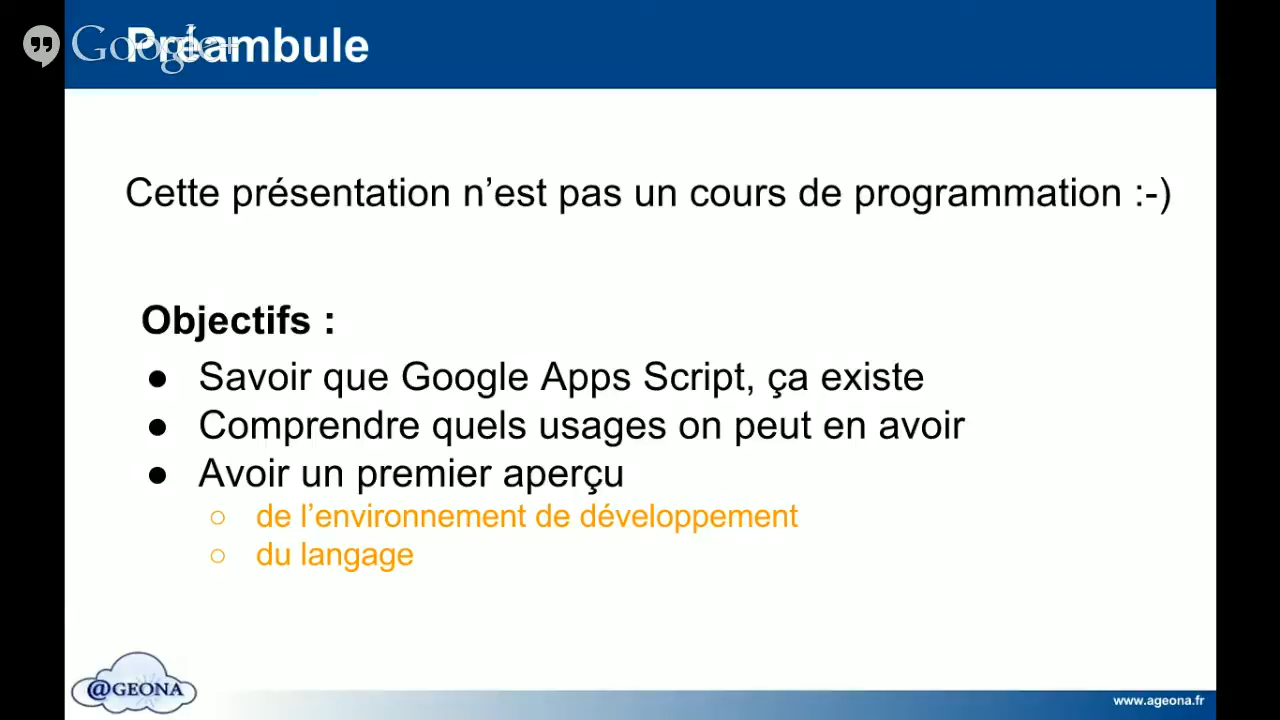 Google+
Préambule
Cette présentation n’est pas un cours de programmation :-)
Objectifs :
● Savoir que Google Apps Script, ça existe
● Comprendre quels usages on peut en avoir
● Avoir un premier aperçu
○ de l’environnement de développement
○ du langage
@GEONA
www.ageona.fr